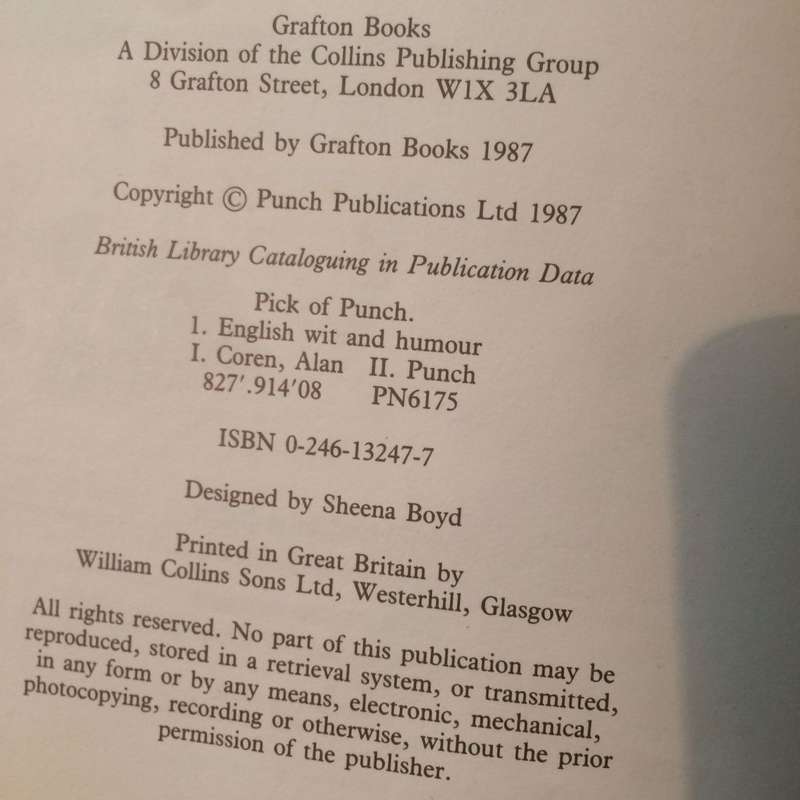 Grafton Books
A Division of the Collins Publishing Group
8 Grafton Street, London W1X 3LA
Published by Grafton Books 1987
Copyright © Punch Publications Ltd 1987
British Library Cataloguing in Publication Data
Pick of Punch.
1. English wit and humour
I. Coren, Alan II. Punch
827'.914'08 PN6175
ISBN 0-246-13247-7
Designed by Sheena Boyd
Printed in Great Britain by
William Collins Sons Ltd, Westerhill, Glasgow
All rights reserved. No part of this publication may be
reproduced, stored in a retrieval system, or transmitted,
in any form or by any means, electronic, mechanical,
photocopying, recording or otherwise, without the prior
permission of the publisher.